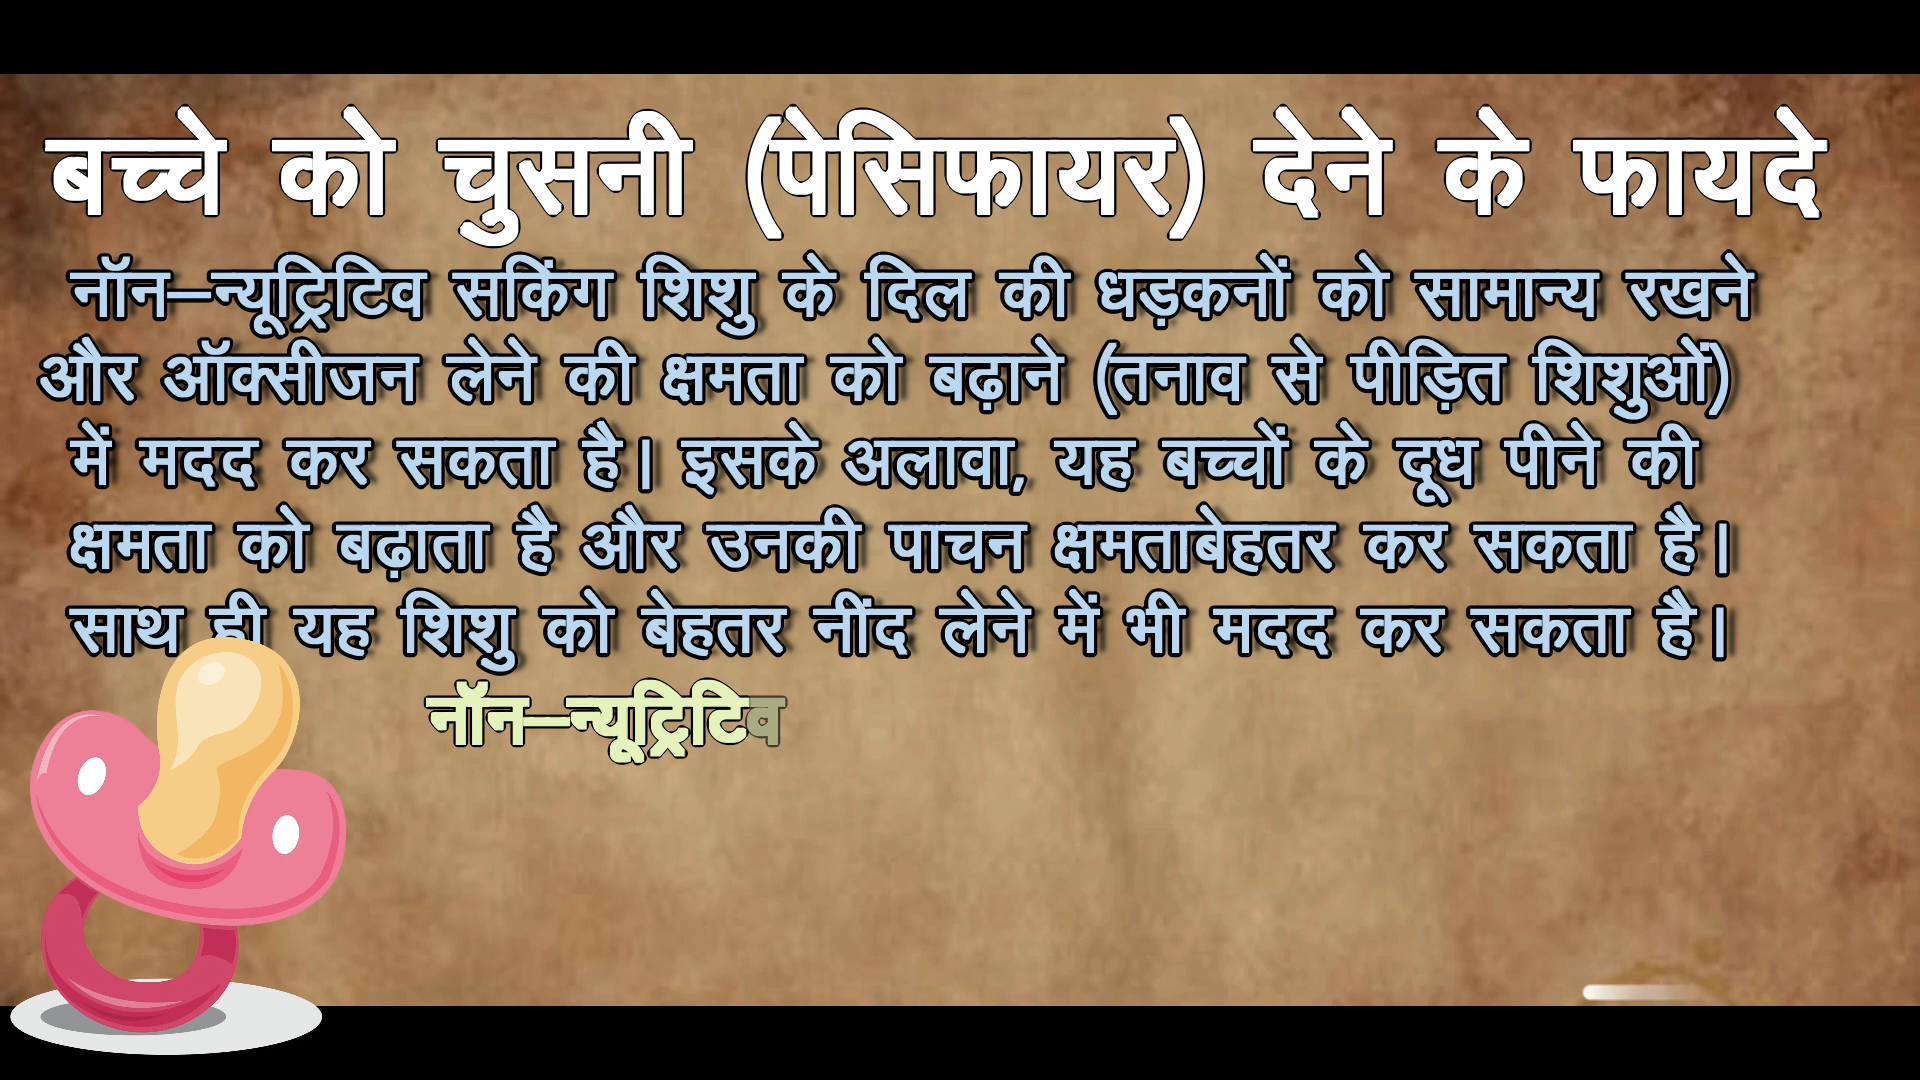 बच्चे को चुसनी (पेसिफायर) देने के फायदे
नॉन–न्यूट्रिटिव सकिंग शिशु के दिल की धड़कनों को सामान्य रखने
और ऑक्सीजन लेने की क्षमता को बढ़ाने (तनाव से पीड़ित शिशुओं)
में मदद कर सकता है। इसके अलावा, यह बच्चों के दूध पीने की
क्षमता को बढ़ाता है और उनकी पाचन क्षमताबेहतर कर सकता है।
साथ ही यह शिशु को बेहतर नींद लेने में भी मदद कर सकता है।
नॉन–न्यूट्रिटिव